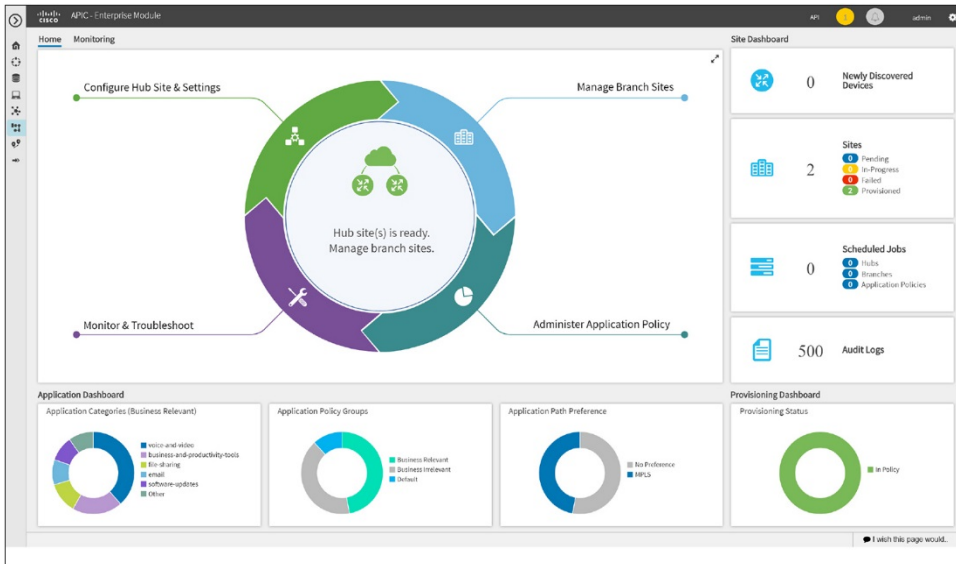 cisco APIC - Enterprise Module
API 1 admin
Home Monitoring
Configure Hub Site & Settings
Manage Branch Sites
Hub site(s) is ready.
Manage branch sites.
Monitor & Troubleshoot
Administer Application Policy
Site Dashboard
0 Newly Discovered
Devices
2 Sites
0 Pending
0 In-Progress
0 Failed
2 Provisioned
0 Scheduled Jobs
0 Hubs
0 Branches
0 Application Policies
500 Audit Logs
Application Dashboard
Application Categories (Business Relevant)
voice-and-video
business-and-productivity-tools
file-sharing
email
software-updates
Other
Application Policy Groups
Business Relevant
Business Irrelevant
Default
Application Path Preference
No Preference
MPLS
Provisioning Dashboard
Provisioning Status
In Policy
I wish this page would..